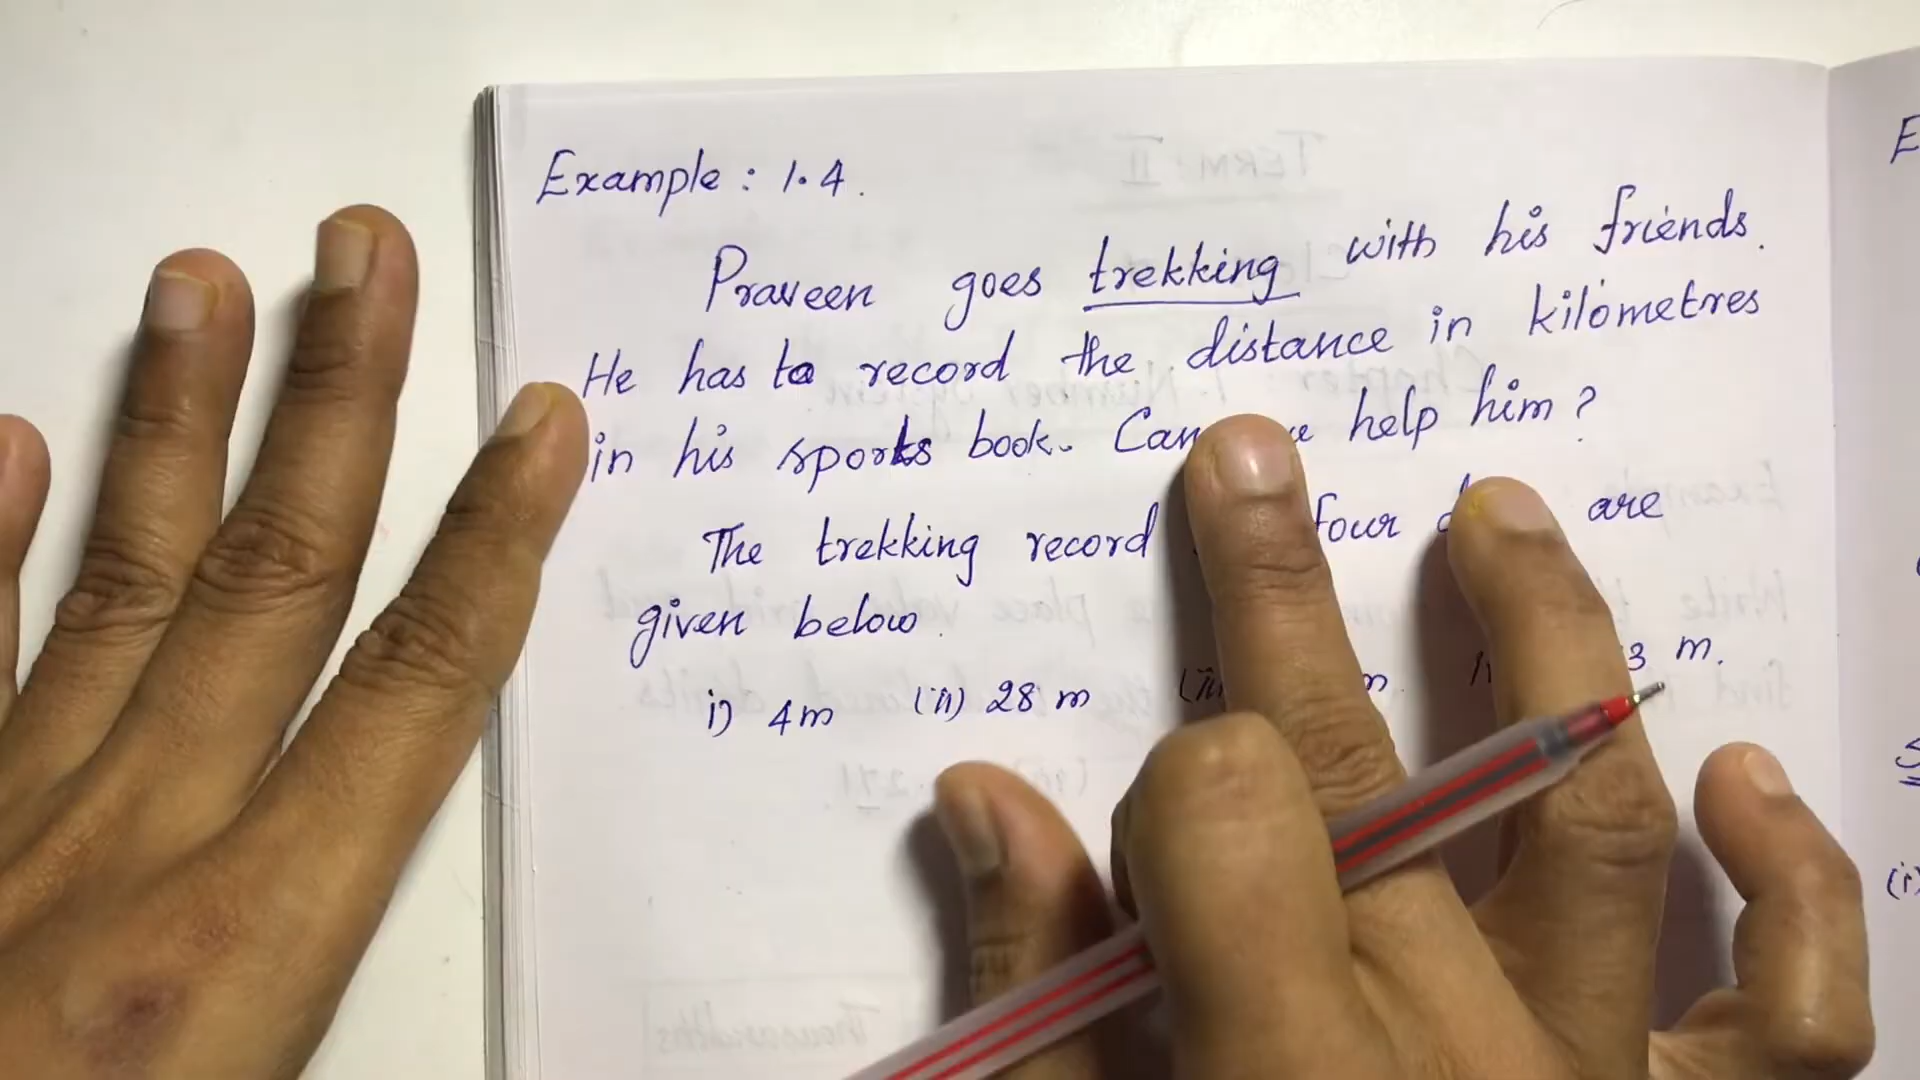 Example : 1.4.
Praveen goes trekking with his friends.
He has to record the distance in kilometres
in his sports book. Can help him?
The trekking record four are
given below.
i) 4m (ii) 28 m m. 3 m.